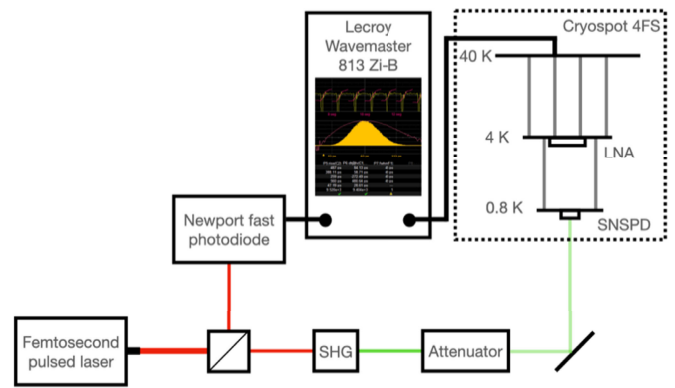 Lecroy
Wavemaster
813 Zi-B
Cryospot 4FS
40 K
4 K
LNA
0.8 K
SNSPD
Newport fast
photodiode
Femtosecond
pulsed laser
SHG
Attenuator